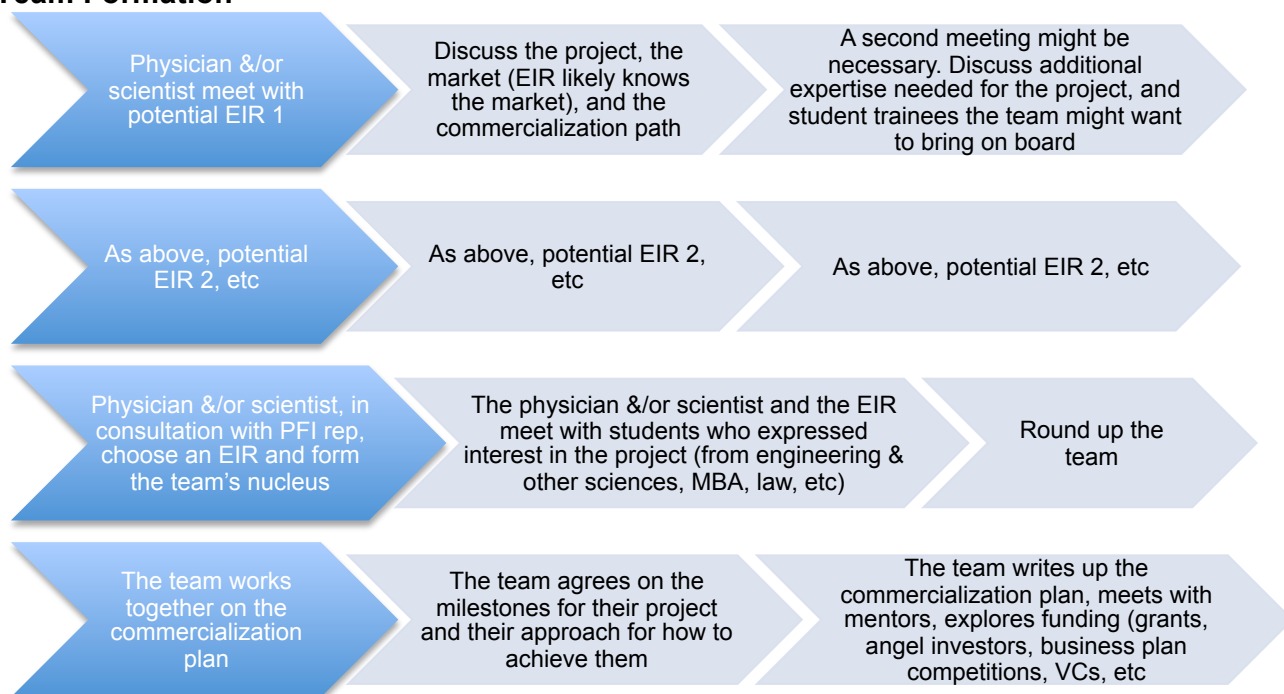 Team Formation
Physician &/or
scientist meet with
potential EIR 1
Discuss the project, the
market (EIR likely knows
the market), and the
commercialization path
A second meeting might be
necessary. Discuss additional
expertise needed for the project, and
student trainees the team might want
to bring on board
As above, potential
EIR 2, etc
As above, potential EIR 2,
etc
As above, potential EIR 2, etc
Physician &/or scientist, in
consultation with PFI rep,
choose an EIR and form
the team's nucleus
The physician &/or scientist and the EIR
meet with students who expressed
interest in the project (from engineering &
other sciences, MBA, law, etc)
Round up the
team
The team works
together on the
commercialization
plan
The team agrees on the
milestones for their project
and their approach for how to
achieve them
The team writes up the
commercialization plan, meets with
mentors, explores funding (grants,
angel investors, business plan
competitions, VCs, etc